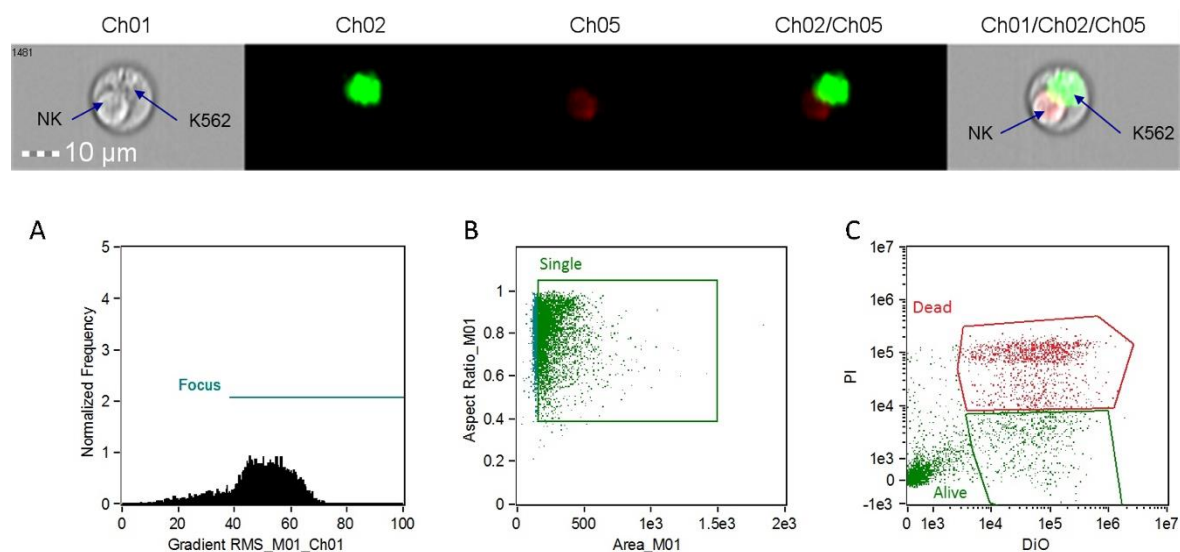 Ch01 Ch02 Ch05 Ch02/Ch05 Ch01/Ch02/Ch05
1481
NK K562
10 µm
NK K562
A
5
4
3
2
1
0
Normalized Frequency
Focus
0 20 40 60 80 100
Gradient RMS_M01_Ch01
B
1
0.8
0.6
0.4
0.2
0
Aspect Ratio_M01
Single
0 500 1e3 1.5e3 2e3
Area_M01
C
1e7
1e6
1e5
1e4
1e3
0
-1e3
PI
Dead
Alive
0 1e3 1e4 1e5 1e6 1e7
DiO